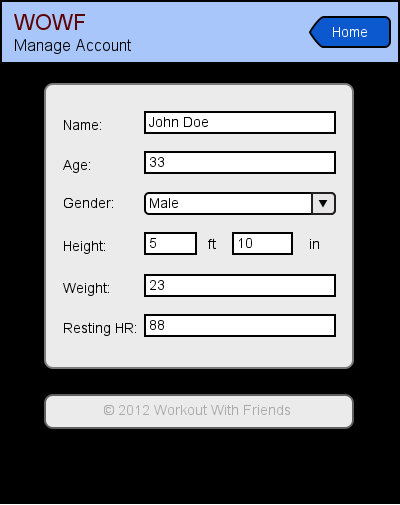 WOWF
Manage Account
Home
Name: John Doe
Age: 33
Gender: Male
Height: 5 ft 10 in
Weight: 23
Resting HR: 88
© 2012 Workout With Friends